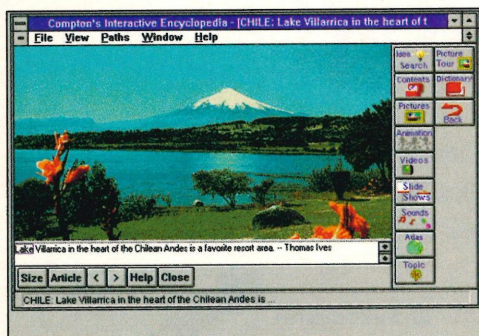 Compton's Interactive Encyclopedia - [CHILE: Lake Villarrica in the heart of t
File View Paths Window Help
Idea Search
Picture Tour
Contents
Dictionary
Pictures
Back
Animation
Videos
Slide Shows
Sounds
Atlas
Topic
Lake Villarrica in the heart of the Chilean Andes is a favorite resort area. -- Thomas Ives
Size Article < > Help Close
CHILE: Lake Villarrica in the heart of the Chilean Andes is ...